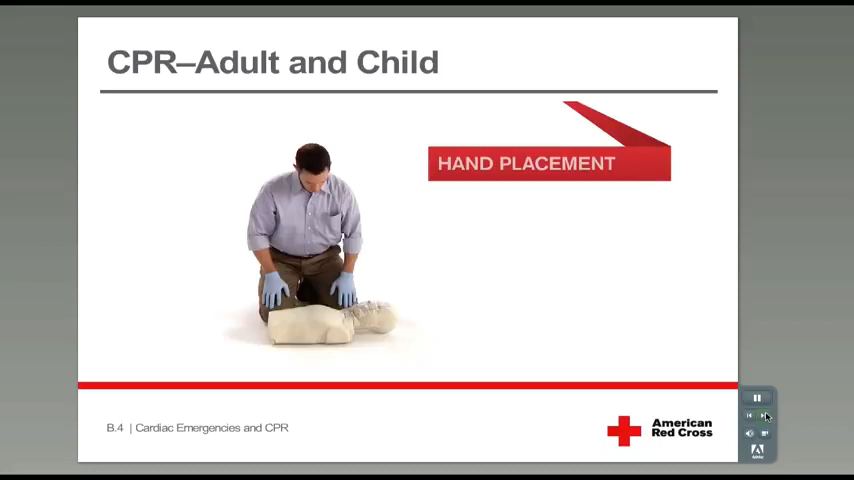 CPR–Adult and Child
HAND PLACEMENT
B.4 | Cardiac Emergencies and CPR
American
Red Cross